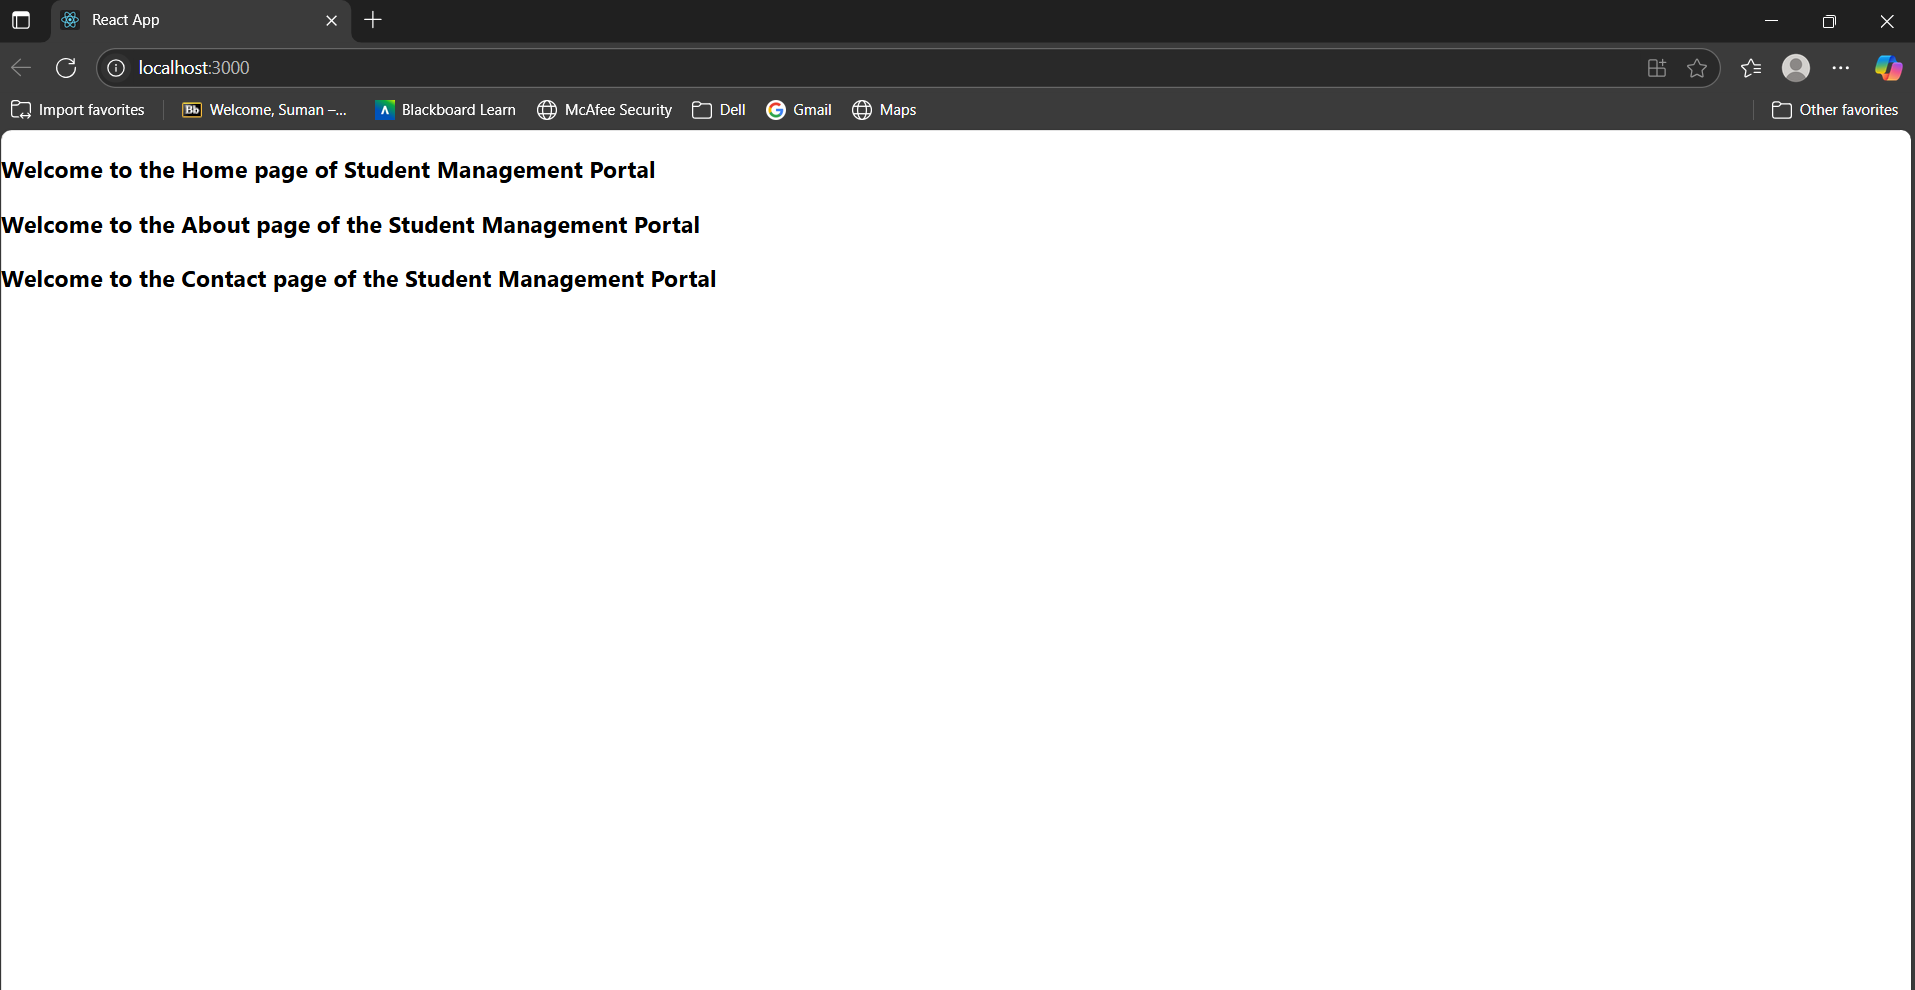 React App
localhost:3000
Import favorites Bb Welcome, Suman –... Blackboard Learn McAfee Security Dell Gmail Maps Other favorites
Welcome to the Home page of Student Management Portal
Welcome to the About page of the Student Management Portal
Welcome to the Contact page of the Student Management Portal